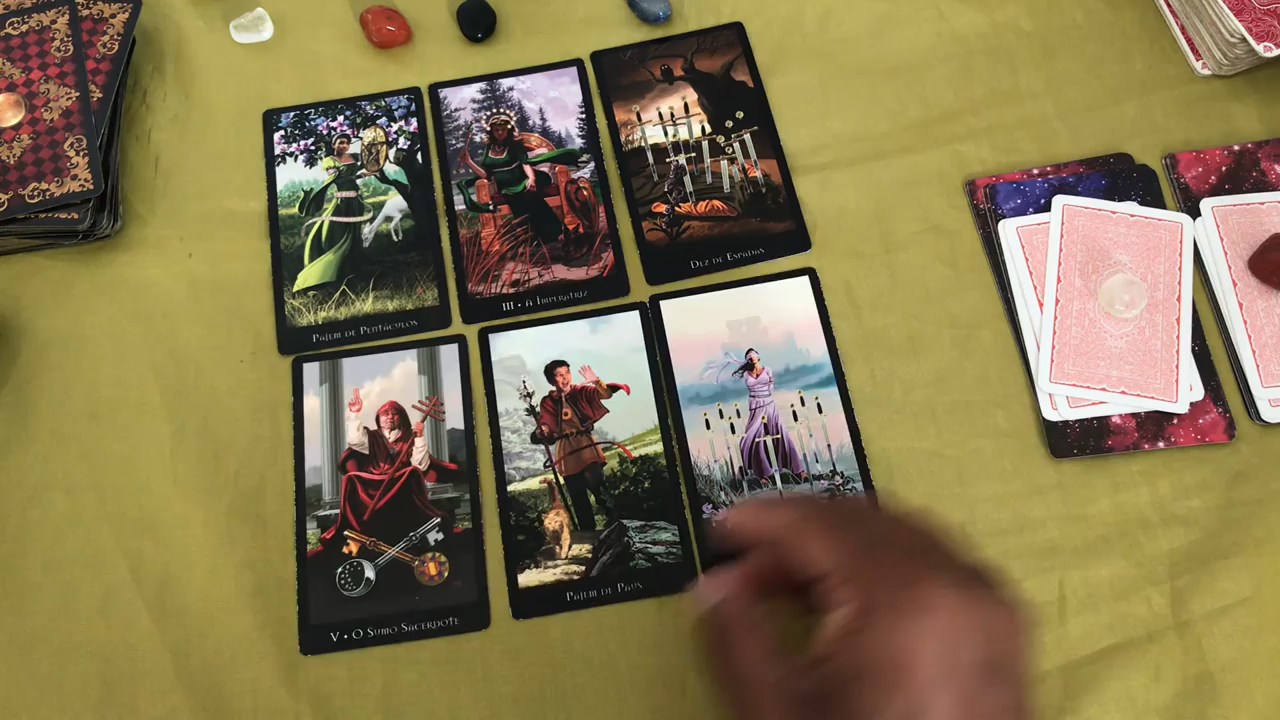 PAJEM DE PENTÁCULOS
III • A IMPERATRIZ
DEZ DE ESPADAS
V • O SUMO SACERDOTE
PAJEM DE PAUS